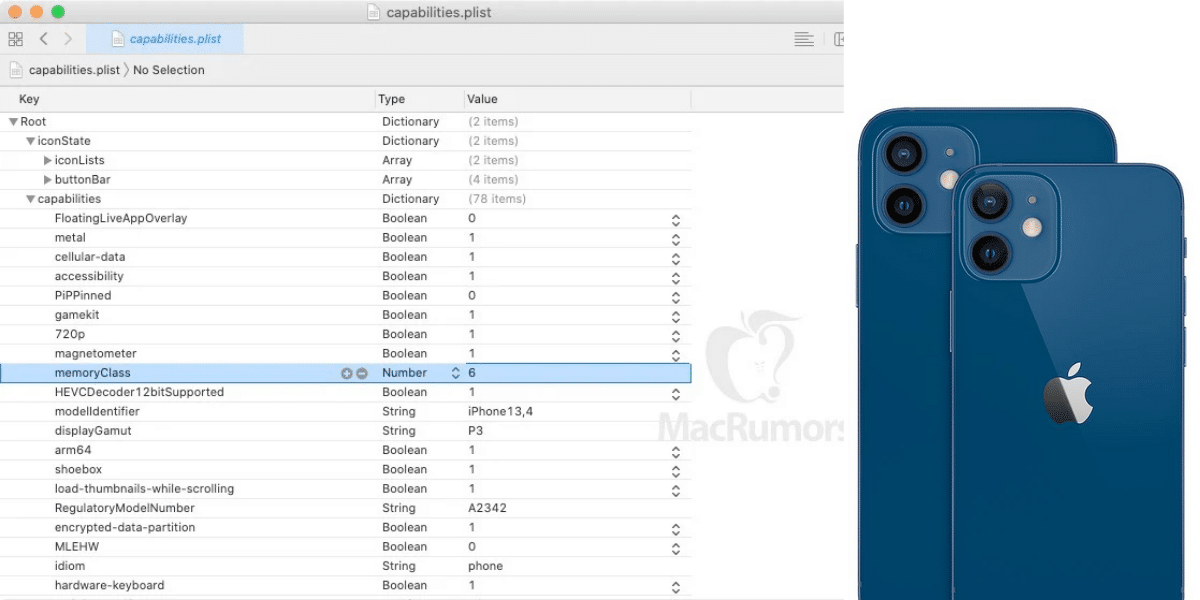 capabilities.plist
capabilities.plist
capabilities.plist 〉 No Selection
Key Type Value
Root Dictionary (2 items)
iconState Dictionary (2 items)
iconLists Array (2 items)
buttonBar Array (4 items)
capabilities Dictionary (78 items)
FloatingLiveAppOverlay Boolean 0
metal Boolean 1
cellular-data Boolean 1
accessibility Boolean 1
PiPPinned Boolean 0
gamekit Boolean 1
720p Boolean 1
magnetometer Boolean 1
memoryClass Number 6
HEVCDecoder12bitSupported Boolean 1
modelIdentifier String iPhone13,4
displayGamut String P3
MacRumors
arm64 Boolean 1
shoebox Boolean 1
load-thumbnails-while-scrolling Boolean 1
RegulatoryModelNumber String A2342
encrypted-data-partition Boolean 1
MLEHW Boolean 0
idiom String phone
hardware-keyboard Boolean 1